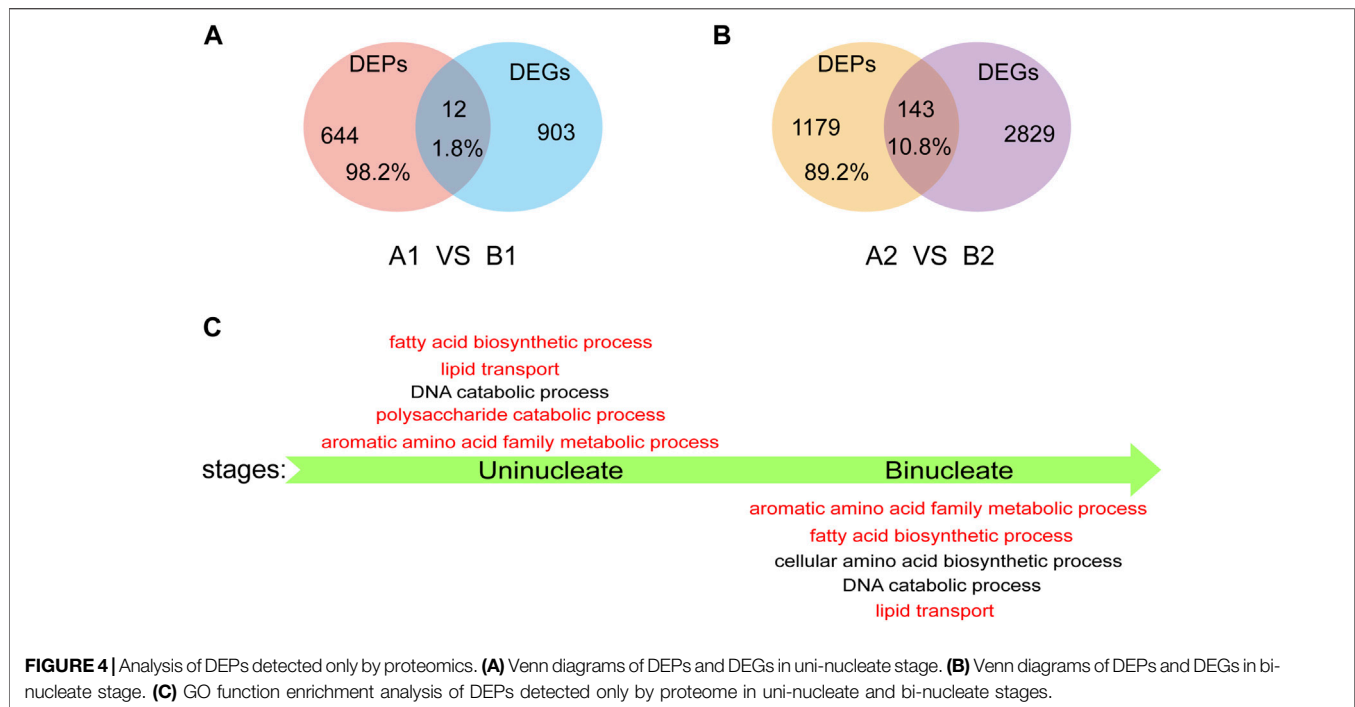 A
DEPs
DEGs
12
644
903
1.8%
98.2%
A1 VS B1
B
DEPs
DEGs
143
1179
2829
10.8%
89.2%
A2 VS B2
C
fatty acid biosynthetic process
lipid transport
DNA catabolic process
polysaccharide catabolic process
aromatic amino acid family metabolic process
stages:
Uninucleate
Binucleate
aromatic amino acid family metabolic process
fatty acid biosynthetic process
cellular amino acid biosynthetic process
DNA catabolic process
lipid transport
FIGURE 4 | Analysis of DEPs detected only by proteomics. (A) Venn diagrams of DEPs and DEGs in uni-nucleate stage. (B) Venn diagrams of DEPs and DEGs in bi-
nucleate stage. (C) GO function enrichment analysis of DEPs detected only by proteome in uni-nucleate and bi-nucleate stages.